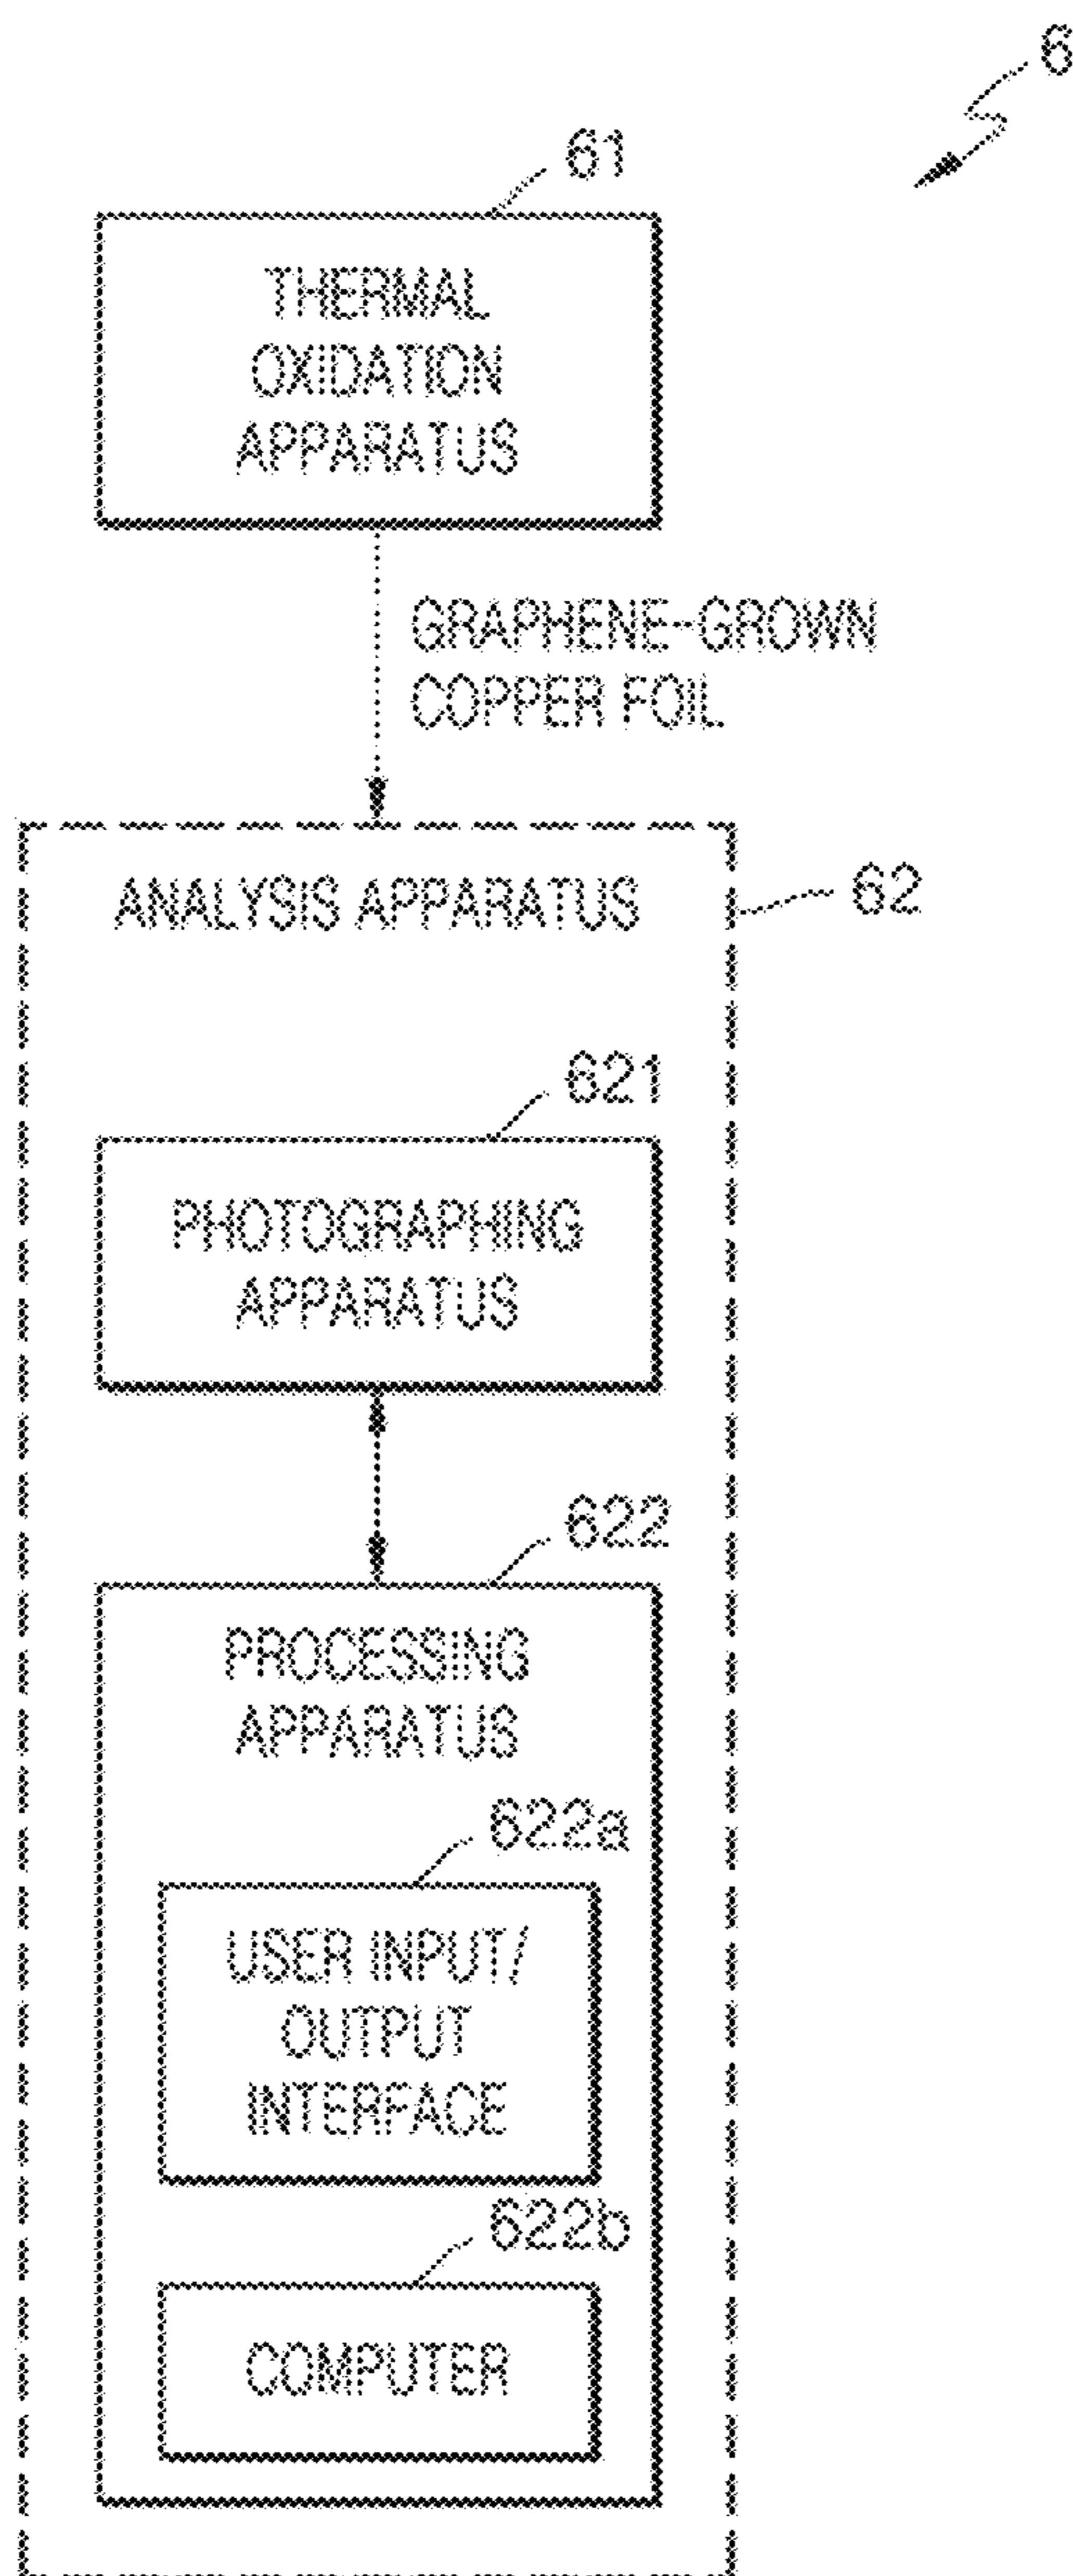 6
61
THERMAL
OXIDATION
APPARATUS
GRAPHENE-GROWN
COPPER FOIL
ANALYSIS APPARATUS
62
621
PHOTOGRAPHING
APPARATUS
622
PROCESSING
APPARATUS
622a
USER INPUT/
OUTPUT
INTERFACE
622b
COMPUTER